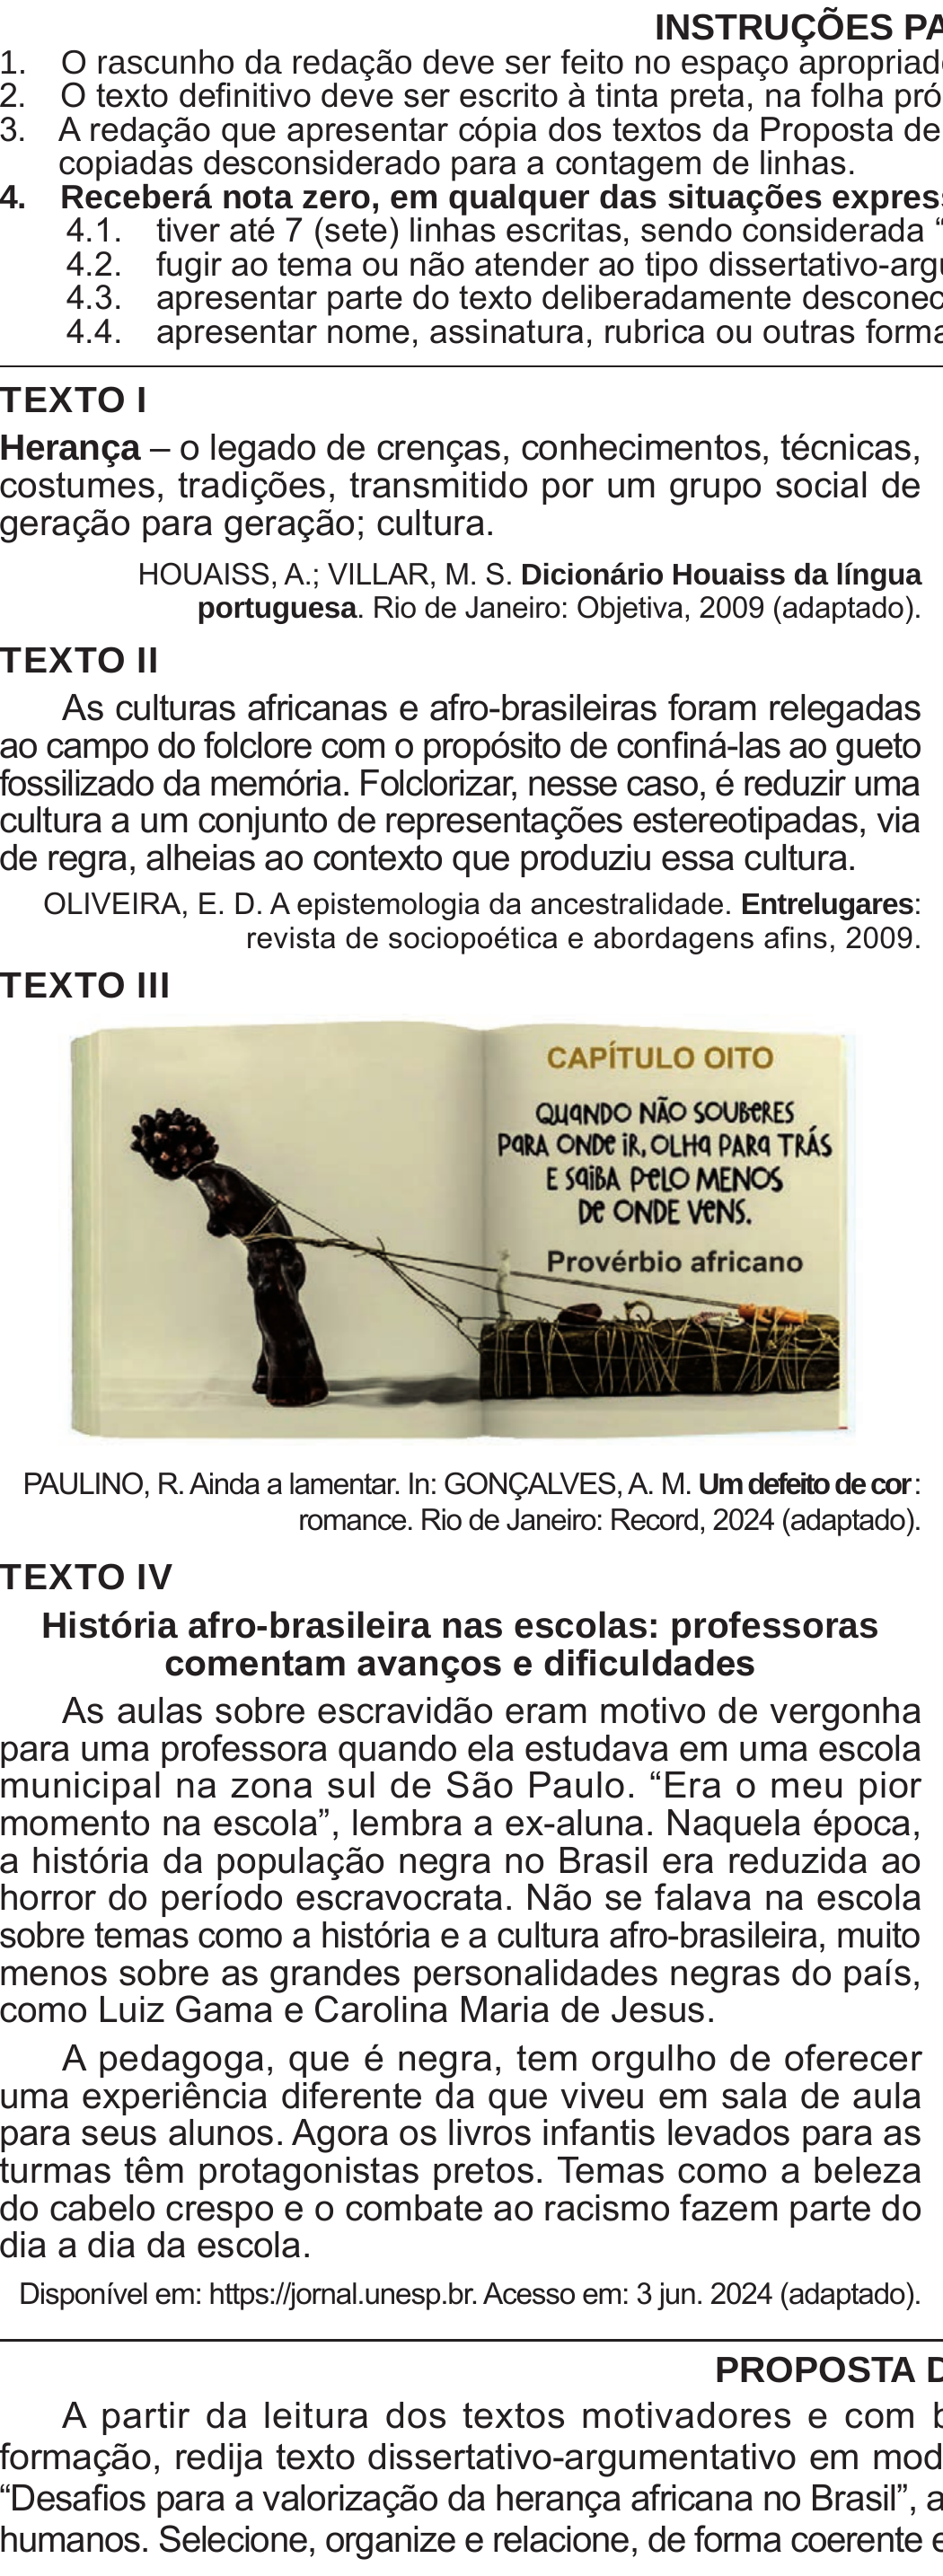 INSTRUÇÕES
1. O rascunho da redação deve ser feito no espaço
2. O texto definitivo deve ser escrito à tinta preta, na folha
3. A redação que apresentar cópia dos textos da Proposta de
copiadas desconsiderado para a contagem de linhas.
4. Receberá nota zero, em qualquer das situações
4.1. tiver até 7 (sete) linhas escritas, sendo considerada
4.2. fugir ao tema ou não atender ao tipo
4.3. apresentar parte do texto deliberadamente
4.4. apresentar nome, assinatura, rubrica ou outras
TEXTO I
Herança – o legado de crenças, conhecimentos, técnicas,
costumes, tradições, transmitido por um grupo social de
geração para geração; cultura.
HOUAISS, A.; VILLAR, M. S. Dicionário Houaiss da língua
portuguesa. Rio de Janeiro: Objetiva, 2009 (adaptado).
TEXTO II
As culturas africanas e afro-brasileiras foram relegadas
ao campo do folclore com o propósito de confiná-las ao gueto
fossilizado da memória. Folclorizar, nesse caso, é reduzir uma
cultura a um conjunto de representações estereotipadas, via
de regra, alheias ao contexto que produziu essa cultura.
OLIVEIRA, E. D. A epistemologia da ancestralidade. Entrelugares:
revista de sociopoética e abordagens afins, 2009.
TEXTO III
CAPÍTULO OITO
QUANDO NÃO SOUBERES
PARA ONDE IR, OLHA PARA TRÁS
E SAIBA PELO MENOS
DE ONDE VENS.
Provérbio africano
PAULINO, R. Ainda a lamentar. In: GONÇALVES, A. M. Um defeito de cor:
romance. Rio de Janeiro: Record, 2024 (adaptado).
TEXTO IV
História afro-brasileira nas escolas: professoras
comentam avanços e dificuldades
As aulas sobre escravidão eram motivo de vergonha
para uma professora quando ela estudava em uma escola
municipal na zona sul de São Paulo. “Era o meu pior
momento na escola”, lembra a ex-aluna. Naquela época,
a história da população negra no Brasil era reduzida ao
horror do período escravocrata. Não se falava na escola
sobre temas como a história e a cultura afro-brasileira, muito
menos sobre as grandes personalidades negras do país,
como Luiz Gama e Carolina Maria de Jesus.
A pedagoga, que é negra, tem orgulho de oferecer
uma experiência diferente da que viveu em sala de aula
para seus alunos. Agora os livros infantis levados para as
turmas têm protagonistas pretos. Temas como a beleza
do cabelo crespo e o combate ao racismo fazem parte do
dia a dia da escola.
Disponível em: https://jornal.unesp.br. Acesso em: 3 jun. 2024 (adaptado).
PROPOSTA
A partir da leitura dos textos motivadores e com
formação, redija texto dissertativo-argumentativo em
“Desafios para a valorização da herança africana no Brasil”,
humanos. Selecione, organize e relacione, de forma coerente